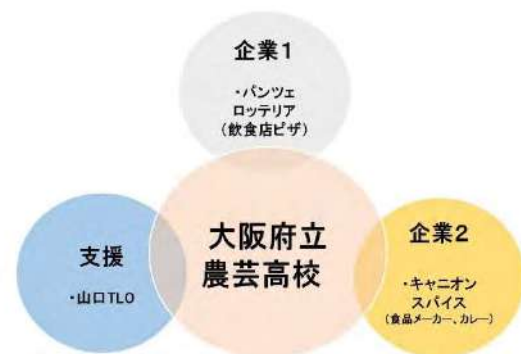 企業1
・パンツェ
ロッテリア
(飲食店ピザ)
大阪府立
農芸高校
支援
・山口TLO
企業2
・キャニオン
スパイス
(食品メーカー、カレー)